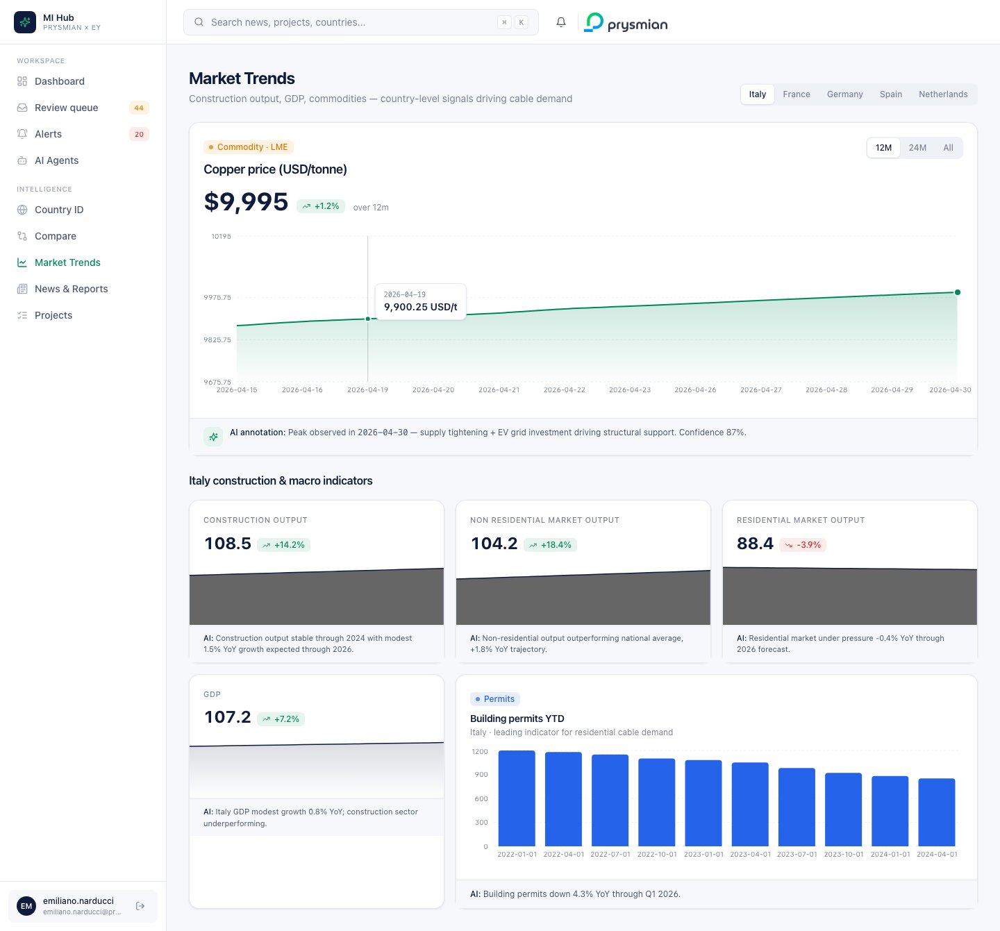 MI Hub
PRYSMIAN × EY
Search news, projects, countries...
⌘ K
prysmian
WORKSPACE
Dashboard
Review queue 44
Alerts 20
AI Agents
INTELLIGENCE
Country ID
Compare
Market Trends
News & Reports
Projects
Market Trends
Construction output, GDP, commodities — country-level signals driving cable demand
Italy France Germany Spain Netherlands
Commodity · LME
12M 24M All
Copper price (USD/tonne)
$9,995 +1.2% over 12m
10195
9975.75
9825.75
9675.75
2026-04-19
9,900.25 USD/t
2026-04-15 2026-04-16 2026-04-19 2026-04-20 2026-04-21 2026-04-22 2026-04-23 2026-04-26 2026-04-27 2026-04-28 2026-04-29 2026-04-30
AI annotation: Peak observed in 2026-04-30 — supply tightening + EV grid investment driving structural support. Confidence 87%.
Italy construction & macro indicators
CONSTRUCTION OUTPUT
108.5 +14.2%
AI: Construction output stable through 2024 with modest
1.5% YoY growth expected through 2026.
NON RESIDENTIAL MARKET OUTPUT
104.2 +18.4%
AI: Non-residential output outperforming national average,
+1.8% YoY trajectory.
RESIDENTIAL MARKET OUTPUT
88.4 -3.9%
AI: Residential market under pressure -0.4% YoY through
2026 forecast.
GDP
107.2 +7.2%
AI: Italy GDP modest growth 0.8% YoY; construction sector
underperforming.
Permits
Building permits YTD
Italy · leading indicator for residential cable demand
1200
900
600
300
0
2022-01-01 2022-04-01 2022-07-01 2022-10-01 2023-01-01 2023-04-01 2023-07-01 2023-10-01 2024-01-01 2024-04-01
AI: Building permits down 4.3% YoY through Q1 2026.
EM
emiliano.narducci
emiliano.narducci@pr...